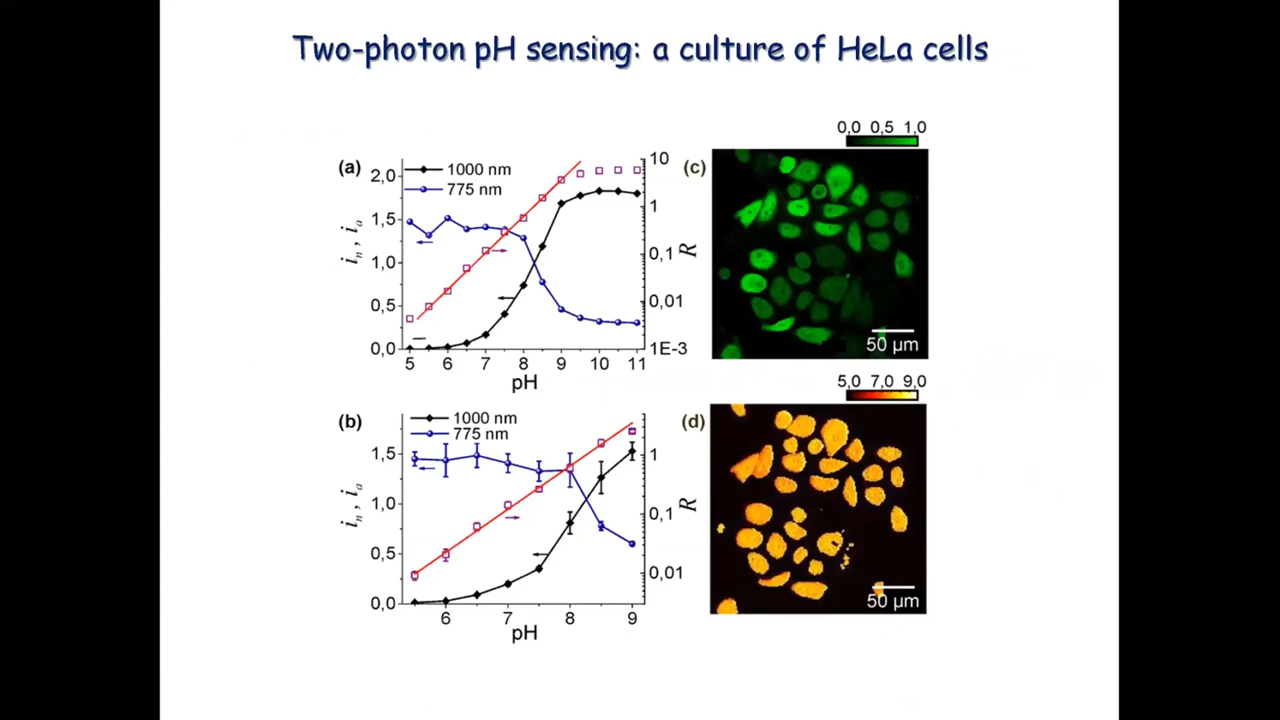 Two-photon pH sensing: a culture of HeLa cells
(a)
1000 nm
775 nm
2,0
1,5
1,0
0,5
0,0
i_n , i_a
10
1
0,1
0,01
1E-3
R
5 6 7 8 9 10 11
pH
(c)
0,0 0,5 1,0
50 µm
(b)
1000 nm
775 nm
1,5
1,0
0,5
0,0
i_n , i_a
1
0,1
0,01
R
6 7 8 9
pH
(d)
5,0 7,0 9,0
50 µm